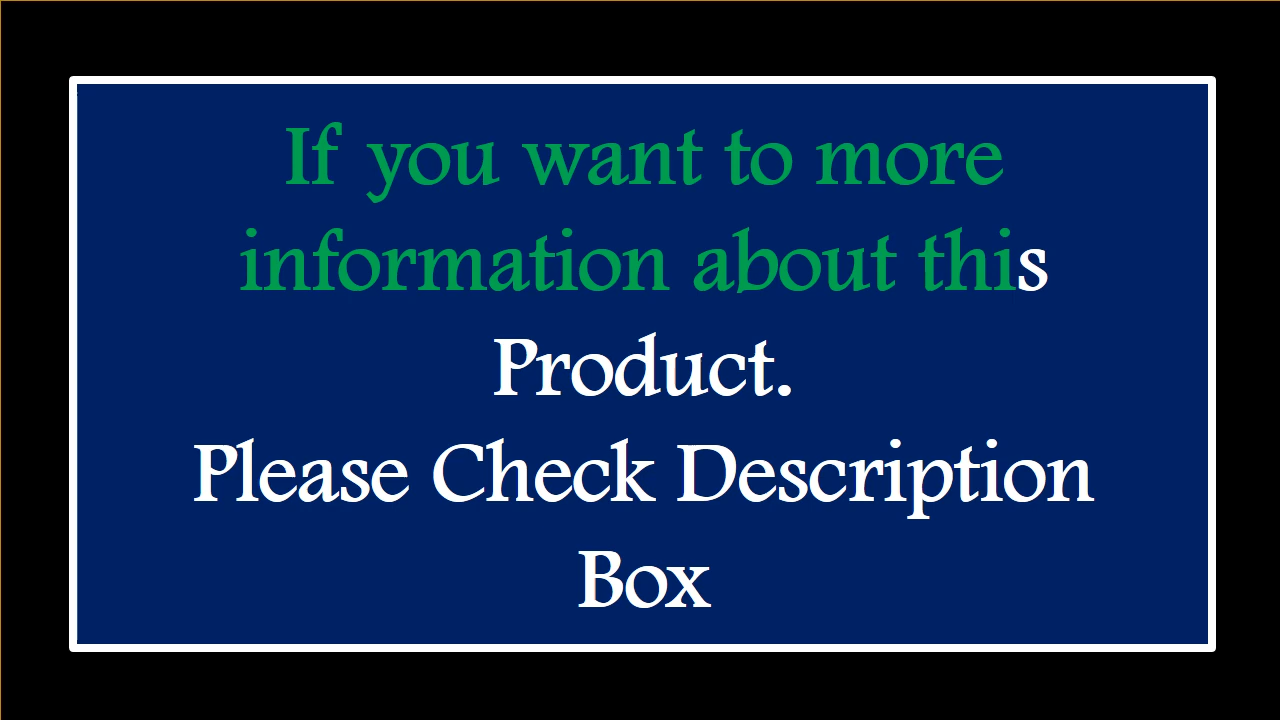 If you want to more
information about this
Product.
Please Check Description
Box